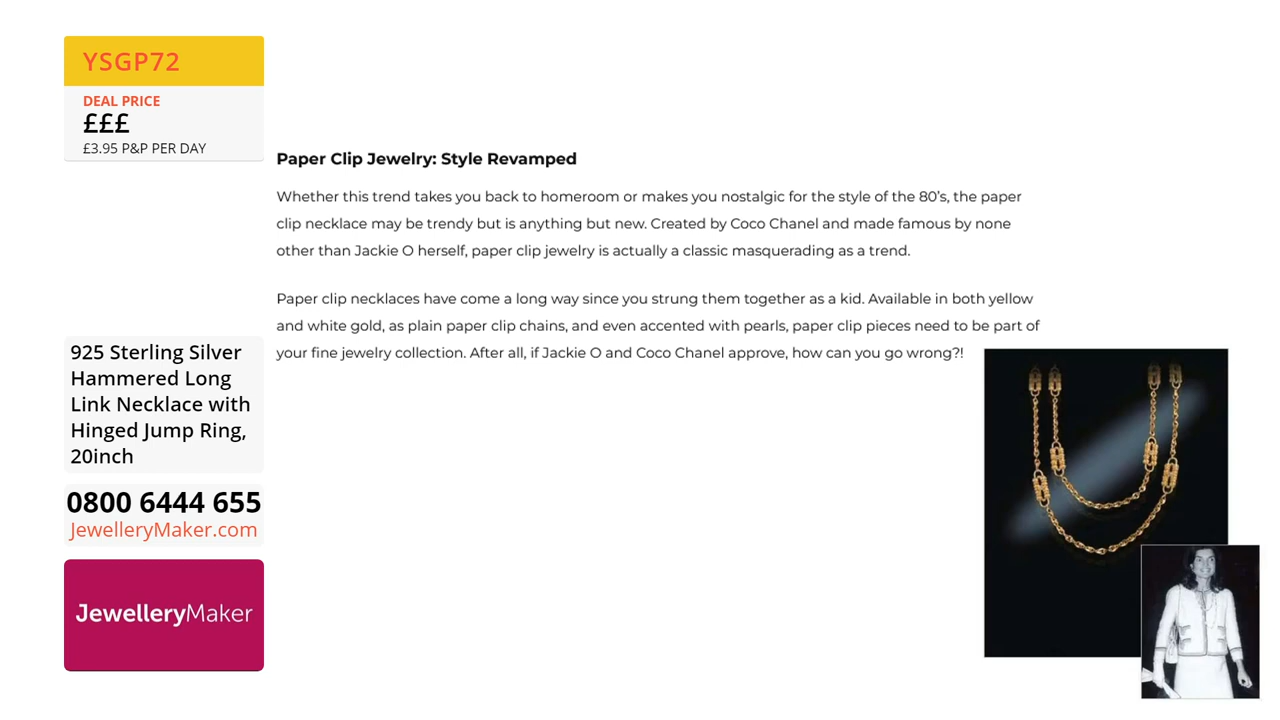 YSGP72
DEAL PRICE
£££
£3.95 P&P PER DAY
Paper Clip Jewelry: Style Revamped
Whether this trend takes you back to homeroom or makes you nostalgic for the style of the 80's, the paper
clip necklace may be trendy but is anything but new. Created by Coco Chanel and made famous by none
other than Jackie O herself, paper clip jewelry is actually a classic masquerading as a trend.
Paper clip necklaces have come a long way since you strung them together as a kid. Available in both yellow
and white gold, as plain paper clip chains, and even accented with pearls, paper clip pieces need to be part of
your fine jewelry collection. After all, if Jackie O and Coco Chanel approve, how can you go wrong?!
925 Sterling Silver
Hammered Long
Link Necklace with
Hinged Jump Ring,
20inch
0800 6444 655
JewelleryMaker.com
JewelleryMaker